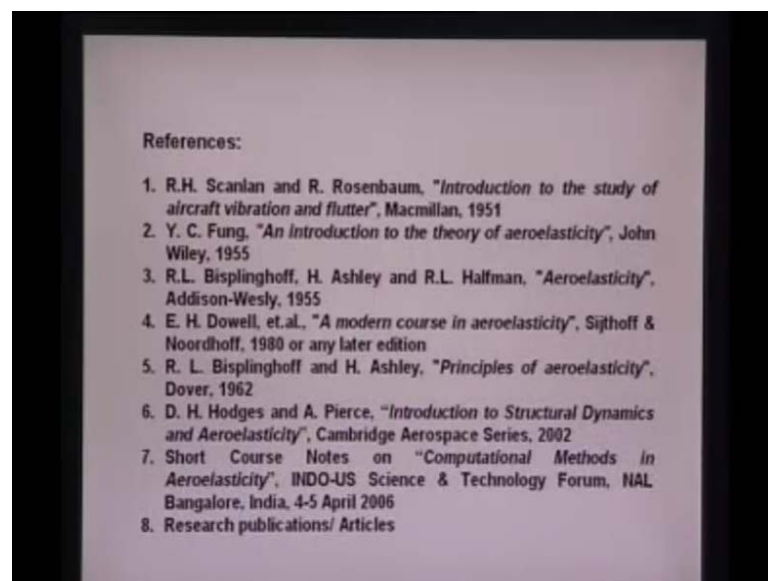 References:
1. R.H. Scanlan and R. Rosenbaum, "Introduction to the study of
aircraft vibration and flutter", Macmillan, 1951
2. Y. C. Fung, "An introduction to the theory of aeroelasticity", John
Wiley, 1955
3. R.L. Bisplinghoff, H. Ashley and R.L. Halfman, "Aeroelasticity",
Addison-Wesly, 1955
4. E. H. Dowell, et.al., "A modern course in aeroelasticity", Sijthoff &
Noordhoff, 1980 or any later edition
5. R. L. Bisplinghoff and H. Ashley, "Principles of aeroelasticity",
Dover, 1962
6. D. H. Hodges and A. Pierce, "Introduction to Structural Dynamics
and Aeroelasticity", Cambridge Aerospace Series, 2002
7. Short Course Notes on "Computational Methods in
Aeroelasticity", INDO-US Science & Technology Forum, NAL
Bangalore, India, 4-5 April 2006
8. Research publications/ Articles